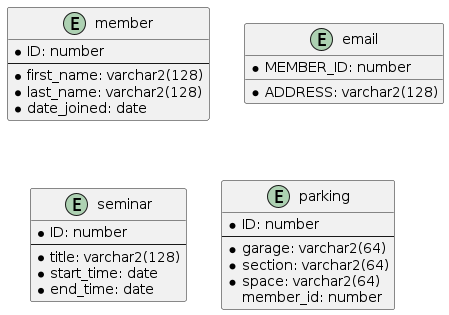 E member
* ID: number
* first_name: varchar2(128)
* last_name: varchar2(128)
* date_joined: date
E email
* MEMBER_ID: number
* ADDRESS: varchar2(128)
E seminar
* ID: number
* title: varchar2(128)
* start_time: date
* end_time: date
E parking
* ID: number
* garage: varchar2(64)
* section: varchar2(64)
* space: varchar2(64)
member_id: number